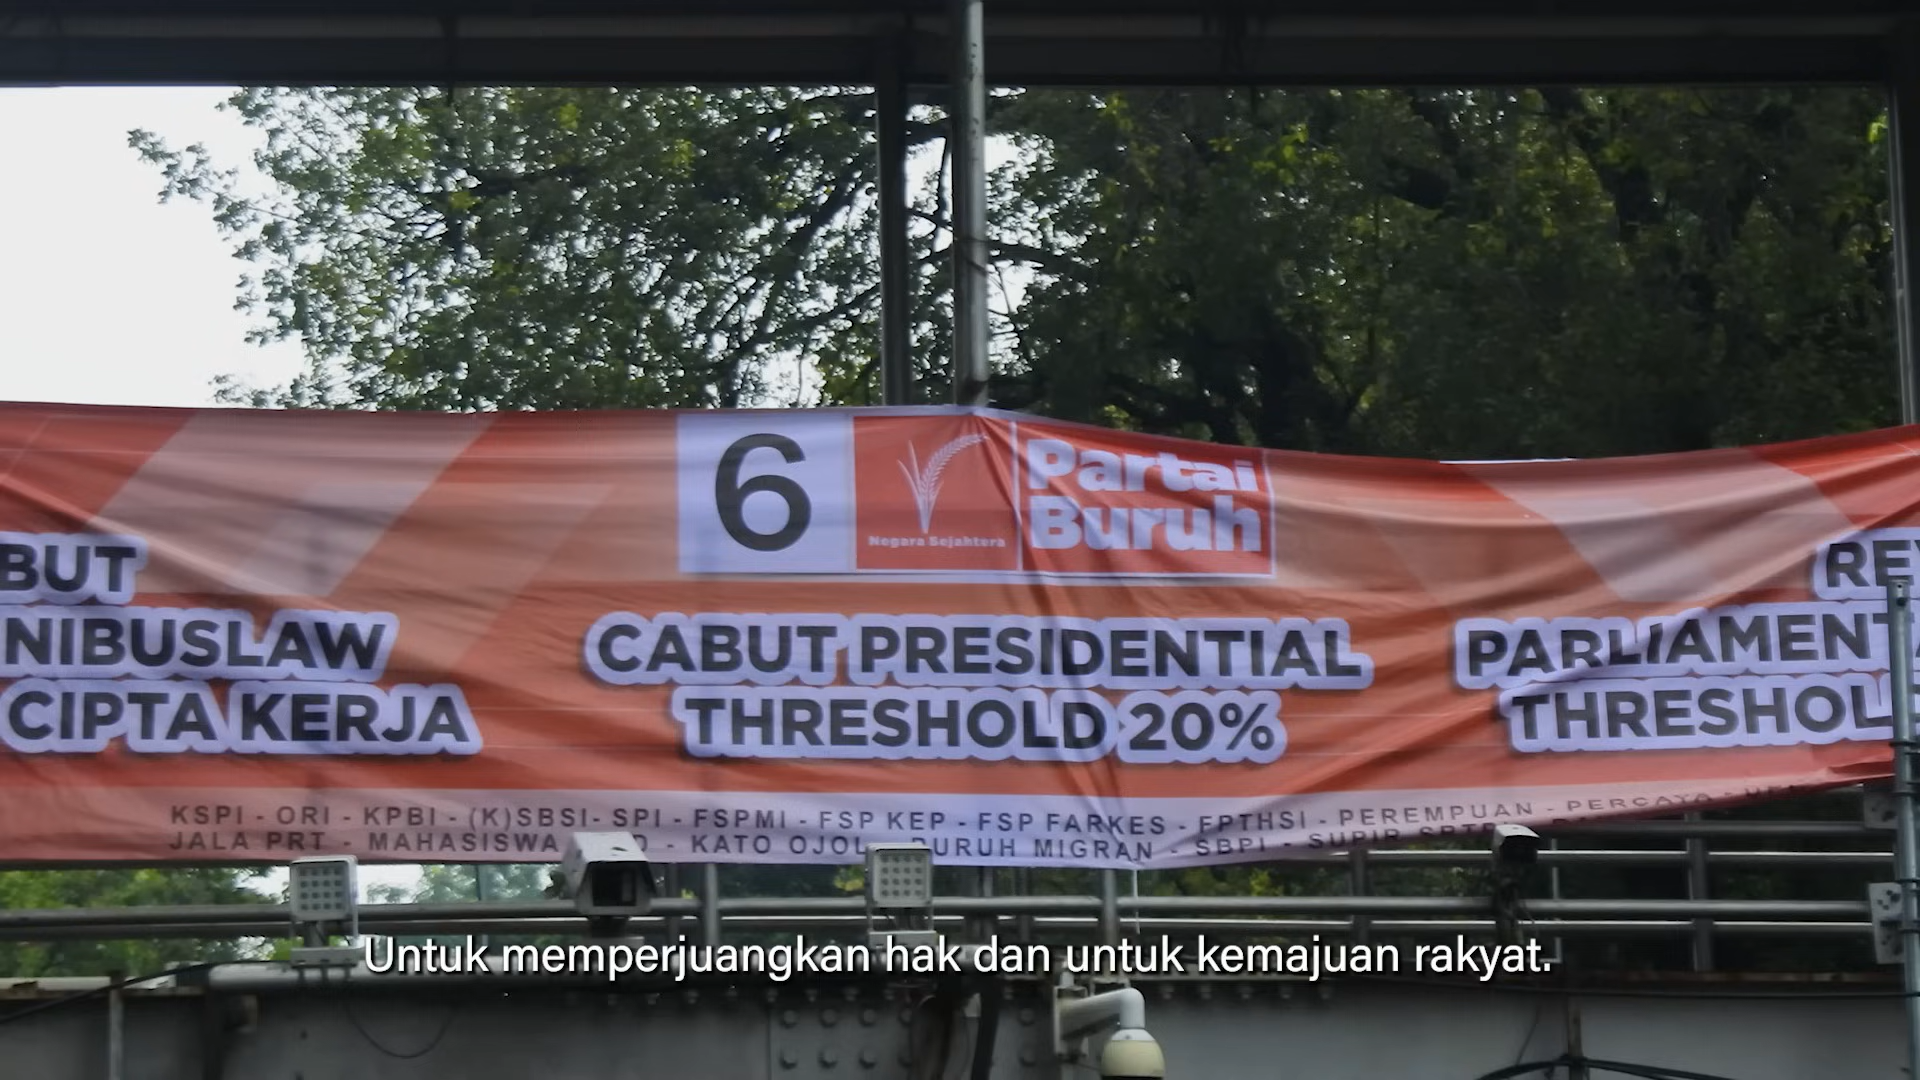 6
Negara Sejahtera
Partai
Buruh
BUT
NIBUSLAW
CIPTA KERJA
CABUT PRESIDENTIAL
THRESHOLD 20%
PARLIAMENT
THRESHOL
KSPI - ORI - KPBI - (K)SBSI - SPI - FSPMI - FSP KEP - FSP FARKES - FPTHSI - PEREMPUAN - PERCAYA -
JALA PRT - MAHASISWA - KATO OJOL - BURUH MIGRAN - SBPI - SUPIR
Untuk memperjuangkan hak dan untuk kemajuan rakyat.